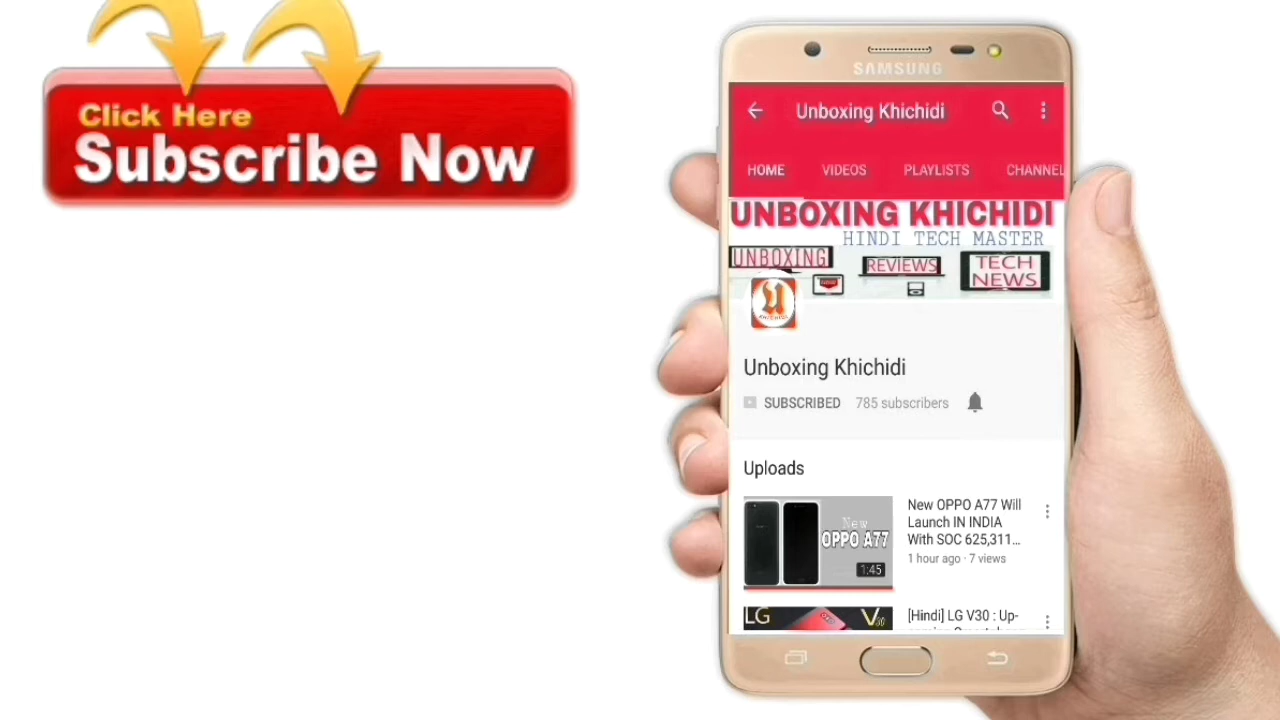 Click Here
Subscribe Now
SAMSUNG
Unboxing Khichidi
HOME VIDEOS PLAYLISTS CHANNEL
UNBOXING KHICHIDI
HINDI TECH MASTER
UNBOXING
REVIEWS
TECH
NEWS
Unboxing Khichidi
SUBSCRIBED 785 subscribers
Uploads
New
OPPO A77
1:45
New OPPO A77 Will
Launch IN INDIA
With SOC 625,311...
1 hour ago · 7 views
LG V30
[Hindi] LG V30 : Up-